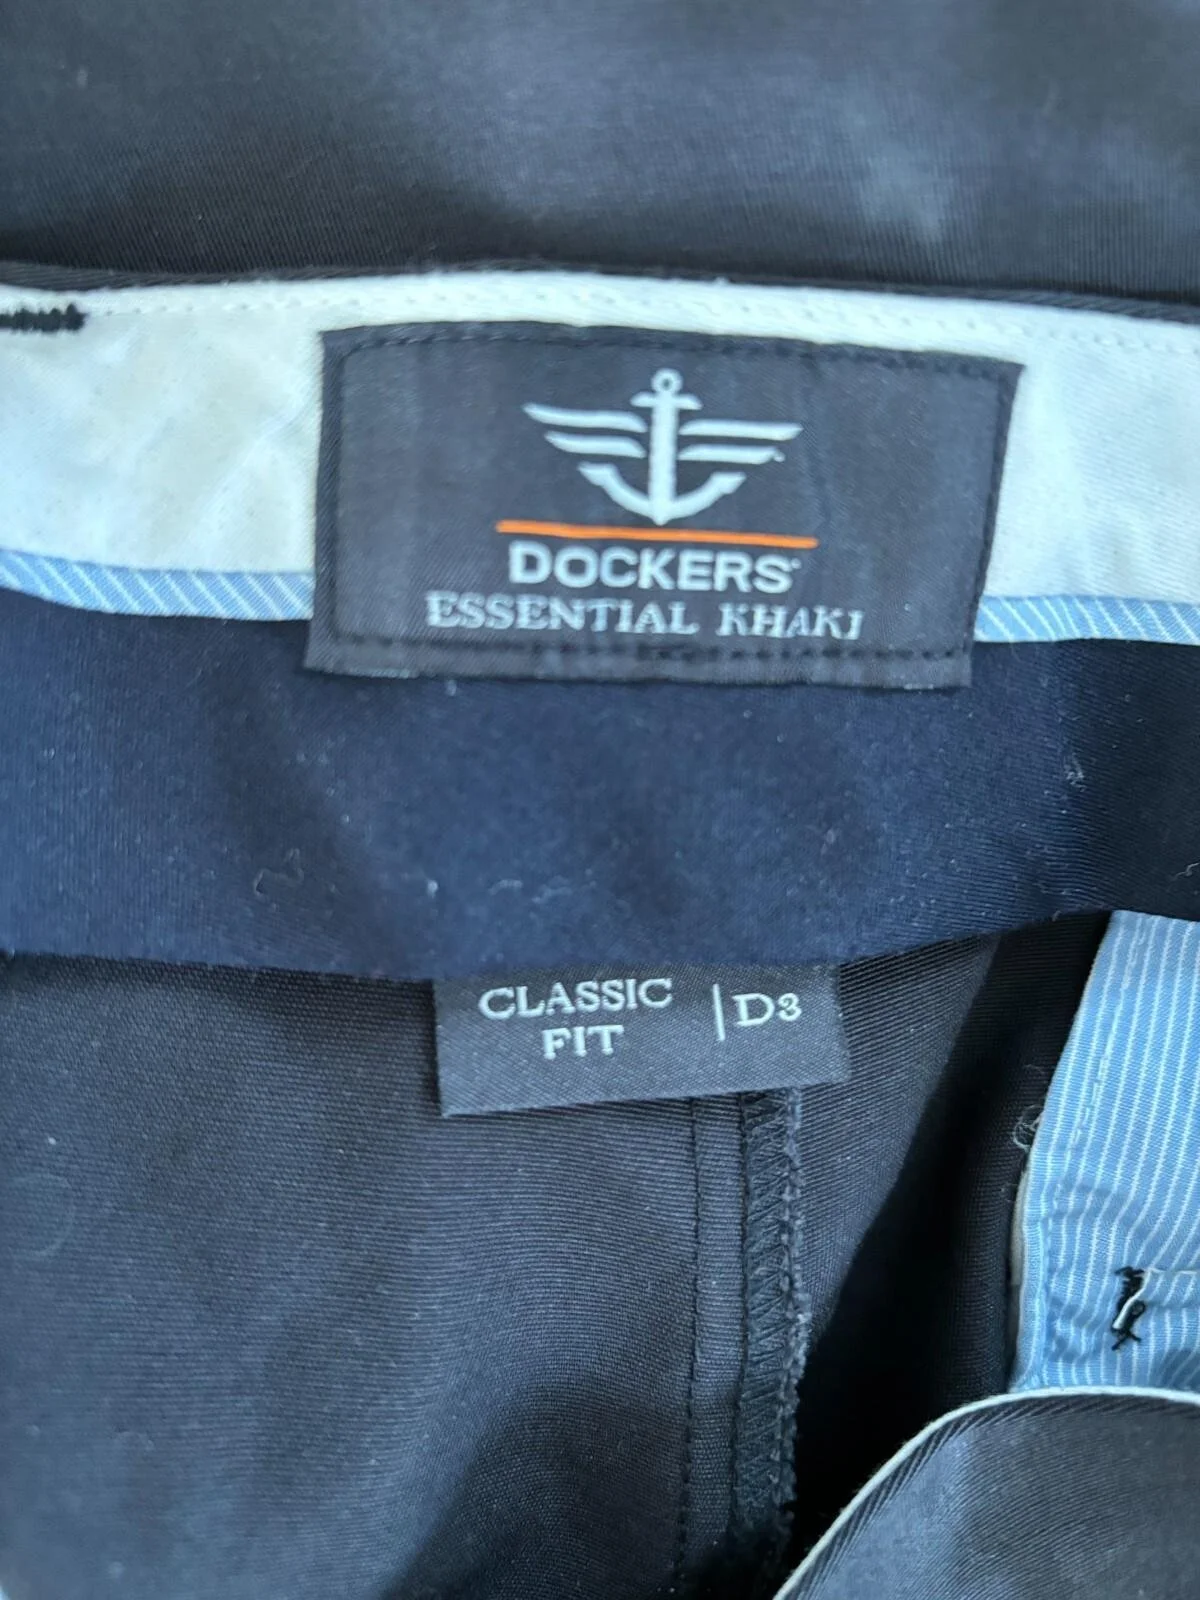 DOCKERS
ESSENTIAL KHAKI
CLASSIC
FIT
D3